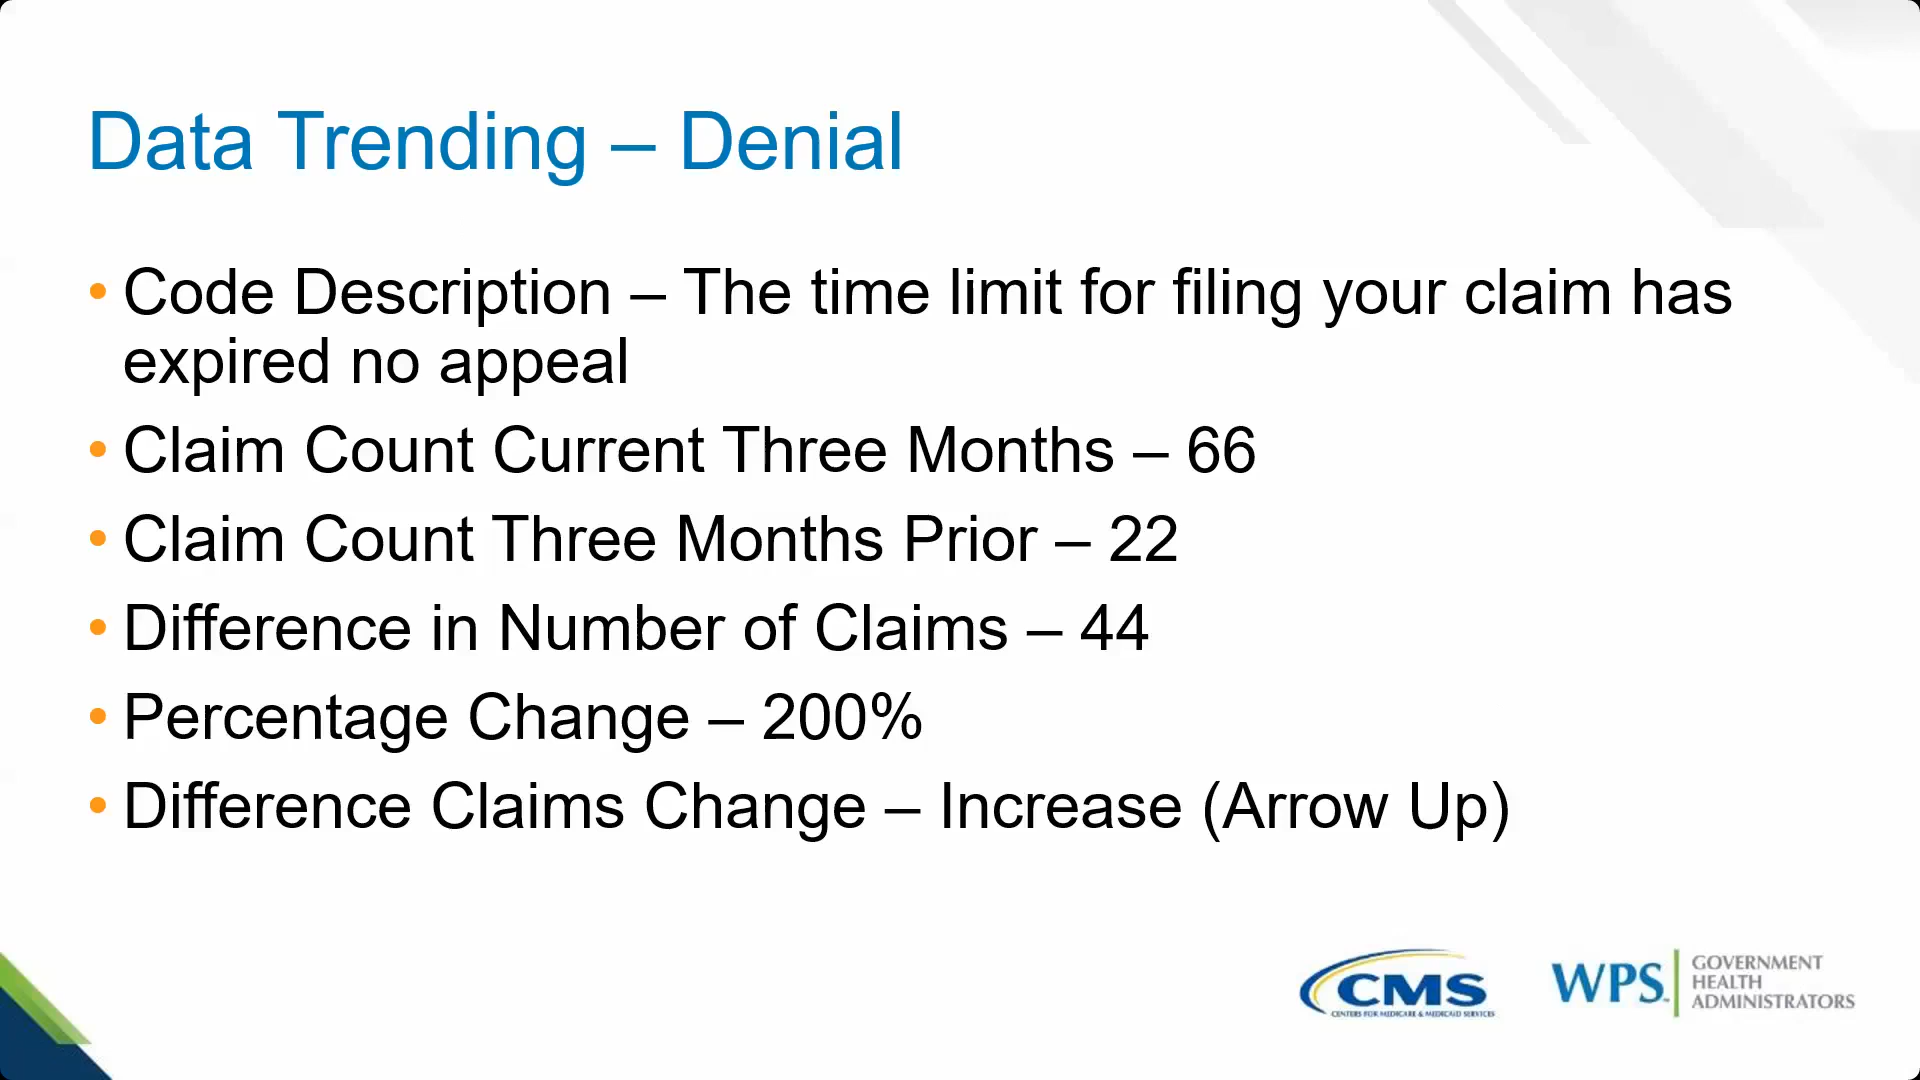 Data Trending – Denial
• Code Description – The time limit for filing your claim has
expired no appeal
• Claim Count Current Three Months – 66
• Claim Count Three Months Prior – 22
• Difference in Number of Claims – 44
• Percentage Change – 200%
• Difference Claims Change – Increase (Arrow Up)
CMS
CENTERS FOR MEDICARE & MEDICAID SERVICES
WPS™
GOVERNMENT
HEALTH
ADMINISTRATORS